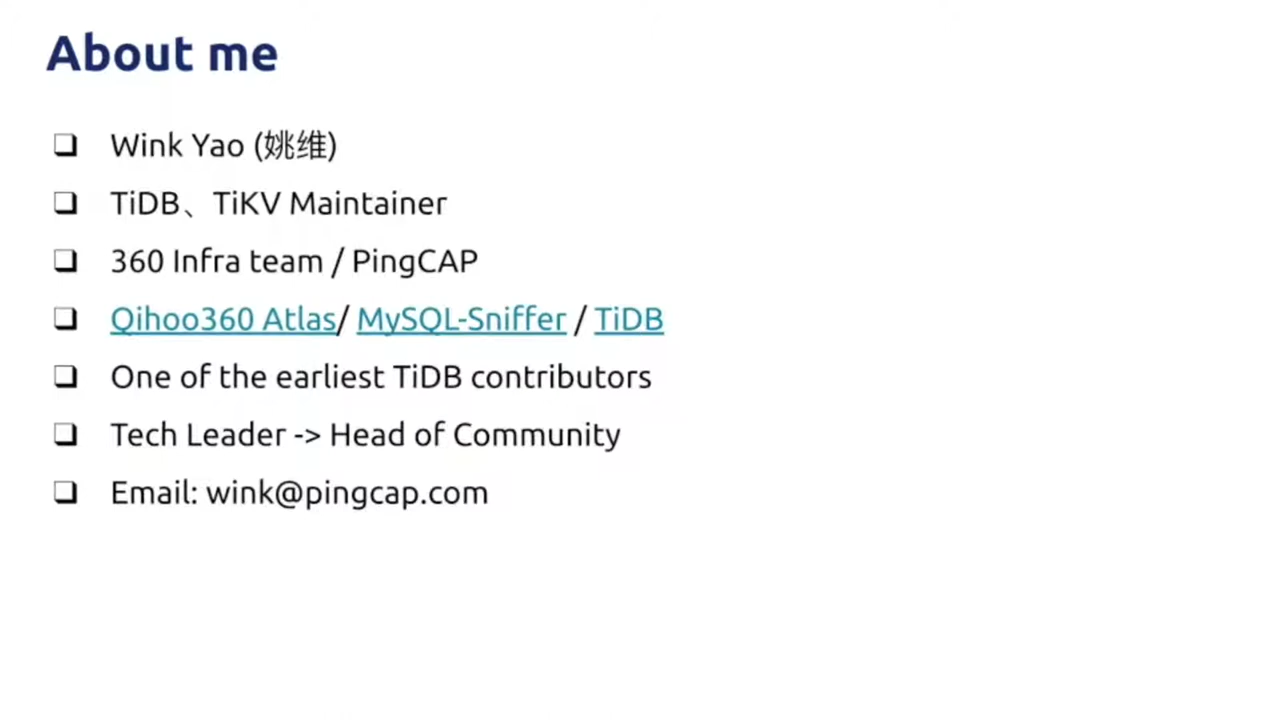 About me
❏ Wink Yao (姚维)
❏ TiDB、TiKV Maintainer
❏ 360 Infra team / PingCAP
❏ Qihoo360 Atlas/ MySQL-Sniffer / TiDB
❏ One of the earliest TiDB contributors
❏ Tech Leader -> Head of Community
❏ Email: wink@pingcap.com